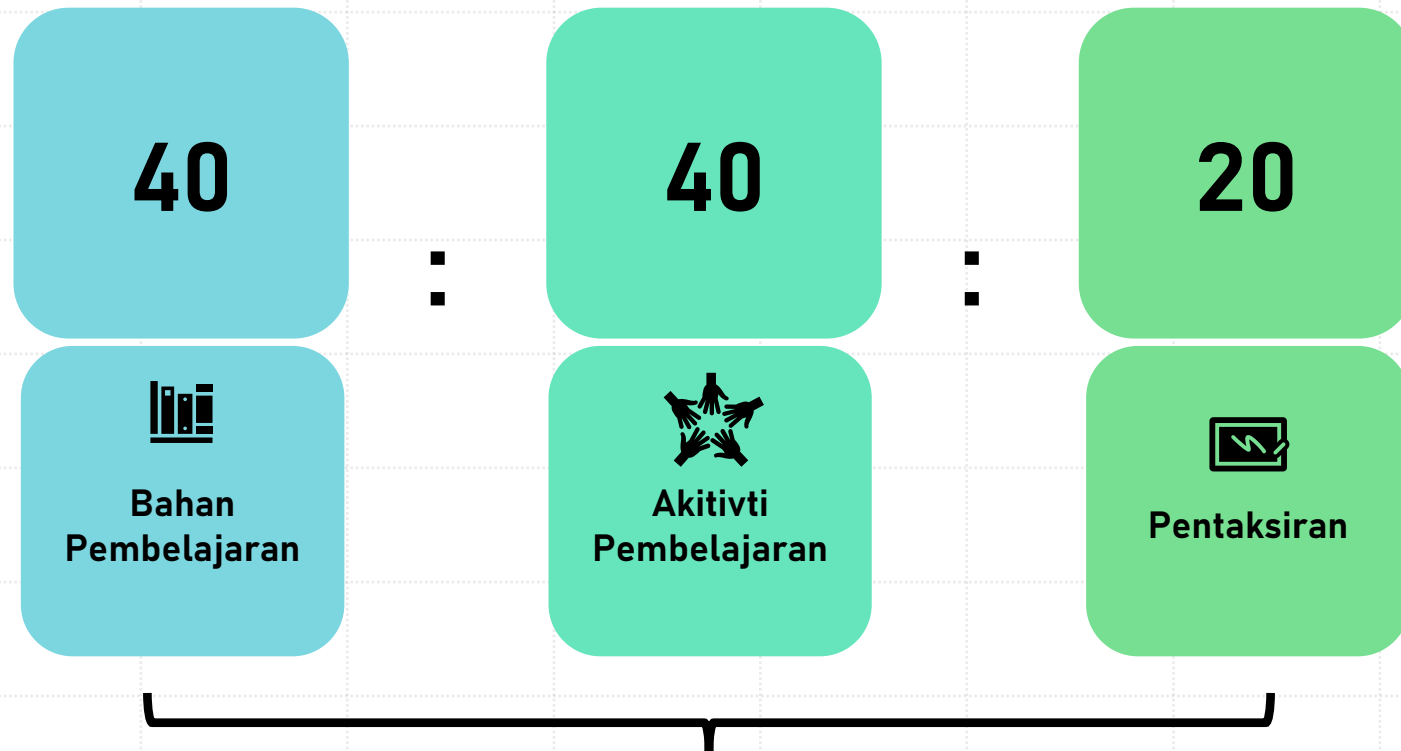 40
:
40
:
20
Bahan
Pembelajaran
Akitivti
Pembelajaran
Pentaksiran